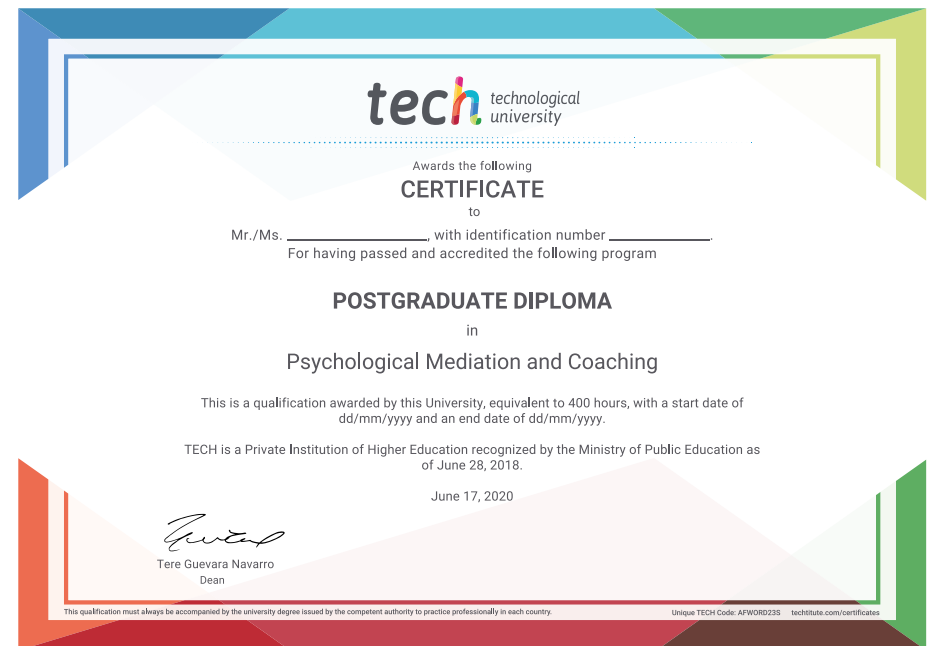 tech technological
university
Awards the following
CERTIFICATE
to
Mr./Ms. ____________, with identification number ____________.
For having passed and accredited the following program
POSTGRADUATE DIPLOMA
in
Psychological Mediation and Coaching
This is a qualification awarded by this University, equivalent to 400 hours, with a start date of
dd/mm/yyyy and an end date of dd/mm/yyyy.
TECH is a Private Institution of Higher Education recognized by the Ministry of Public Education as
of June 28, 2018.
June 17, 2020
Tere Guevara Navarro
Dean
This qualification must always be accompanied by the university degree issued by the competent authority to practice professionally in each country.
Unique TECH Code: AFWORD23S techtitute.com/certificates